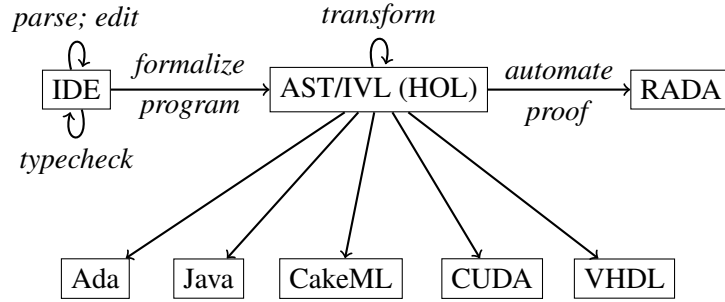 parse; edit
transform
IDE
formalize
program
AST/IVL (HOL)
automate
proof
RADA
typecheck
Ada
Java
CakeML
CUDA
VHDL